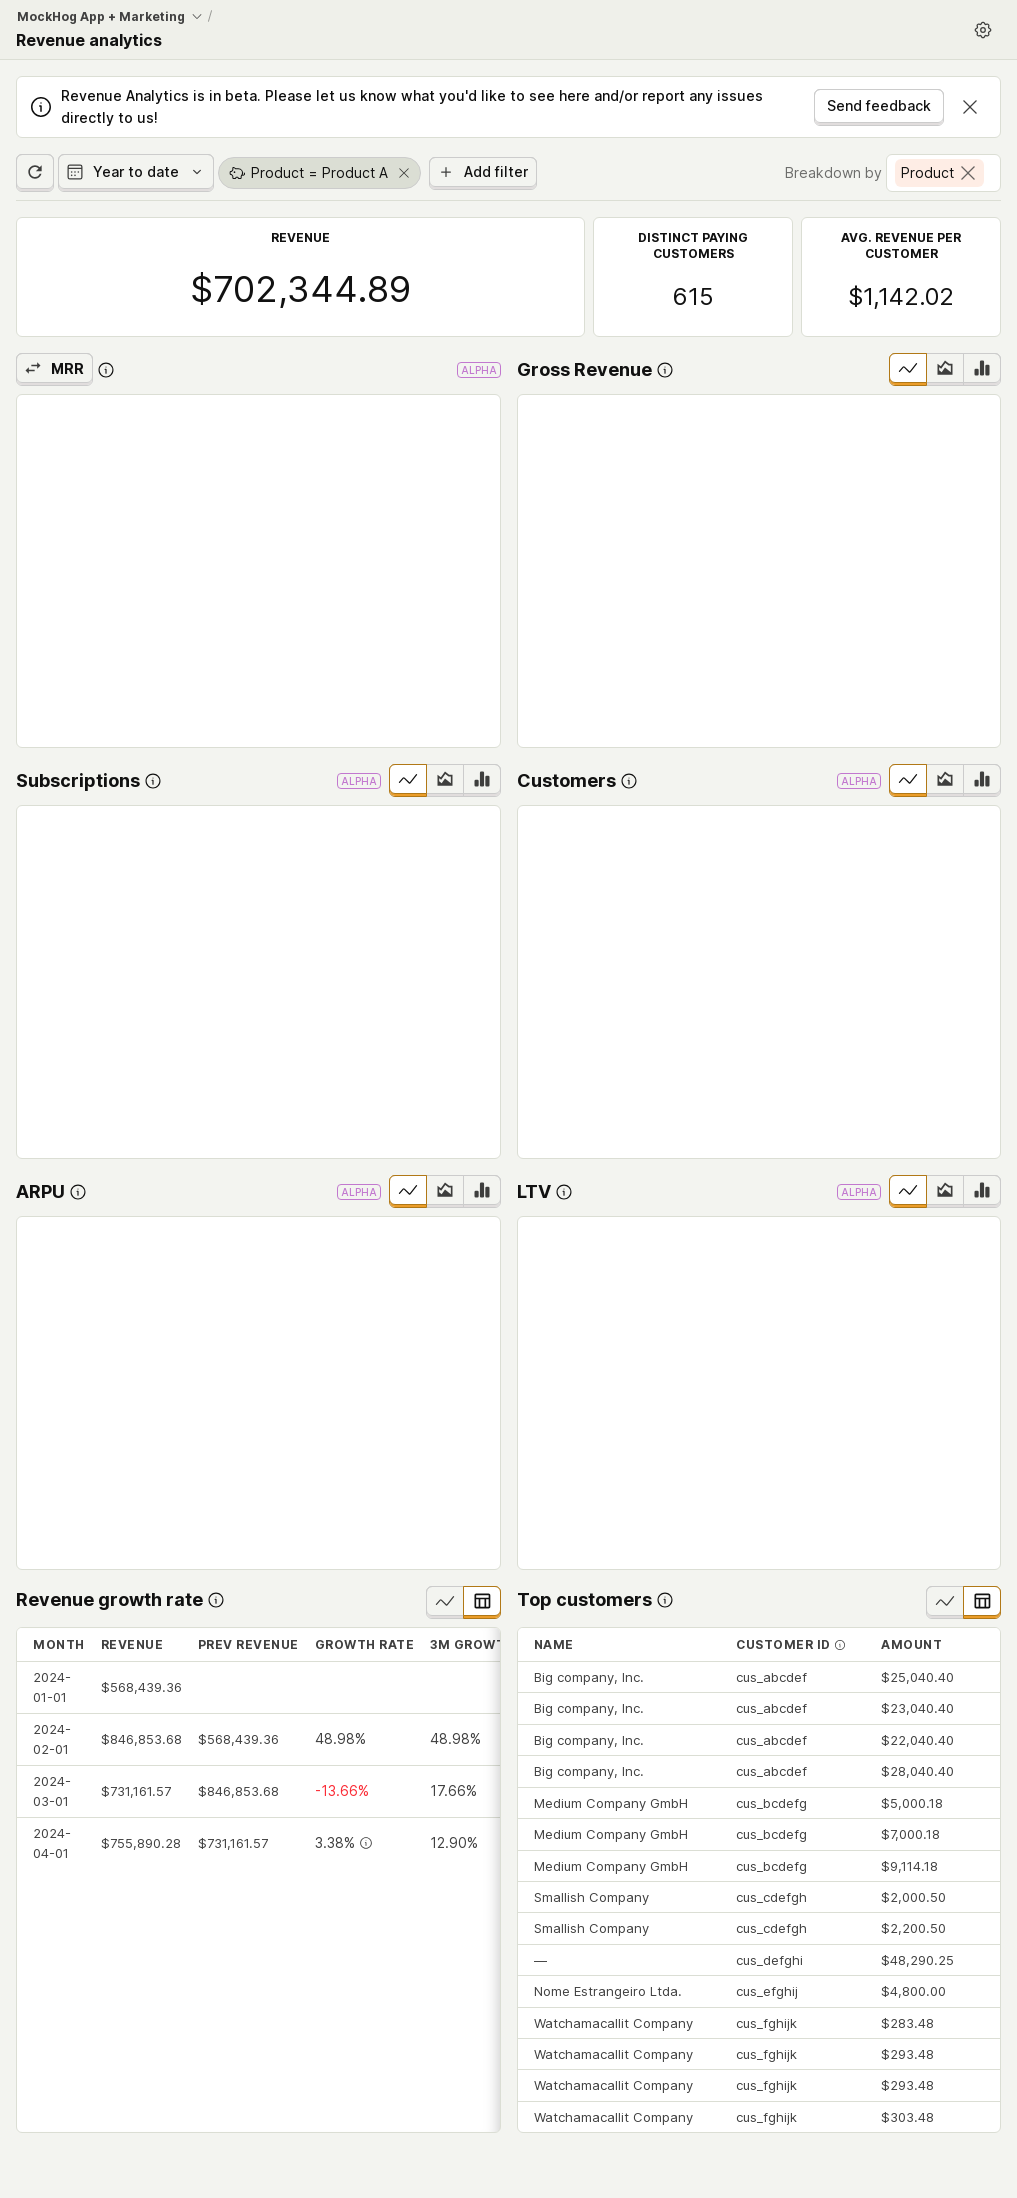 MockHog App + Marketing /
Revenue analytics
Revenue Analytics is in beta. Please let us know what you'd like to see here and/or report any issues
directly to us!
Send feedback
Year to date
Product = Product A
Add filter
Breakdown by
Product
REVENUE
$702,344.89
DISTINCT PAYING
CUSTOMERS
615
AVG. REVENUE PER
CUSTOMER
$1,142.02
MRR
ALPHA
Gross Revenue
Subscriptions
ALPHA
Customers
ALPHA
ARPU
ALPHA
LTV
ALPHA
Revenue growth rate
MONTH REVENUE PREV REVENUE GROWTH RATE 3M GROWT
2024-
01-01
$568,439.36
2024-
02-01
$846,853.68 $568,439.36 48.98% 48.98%
2024-
03-01
$731,161.57 $846,853.68 -13.66% 17.66%
2024-
04-01
$755,890.28 $731,161.57 3.38% 12.90%
Top customers
NAME CUSTOMER ID AMOUNT
Big company, Inc. cus_abcdef $25,040.40
Big company, Inc. cus_abcdef $23,040.40
Big company, Inc. cus_abcdef $22,040.40
Big company, Inc. cus_abcdef $28,040.40
Medium Company GmbH cus_bcdefg $5,000.18
Medium Company GmbH cus_bcdefg $7,000.18
Medium Company GmbH cus_bcdefg $9,114.18
Smallish Company cus_cdefgh $2,000.50
Smallish Company cus_cdefgh $2,200.50
— cus_defghi $48,290.25
Nome Estrangeiro Ltda. cus_efghij $4,800.00
Watchamacallit Company cus_fghijk $283.48
Watchamacallit Company cus_fghijk $293.48
Watchamacallit Company cus_fghijk $293.48
Watchamacallit Company cus_fghijk $303.48